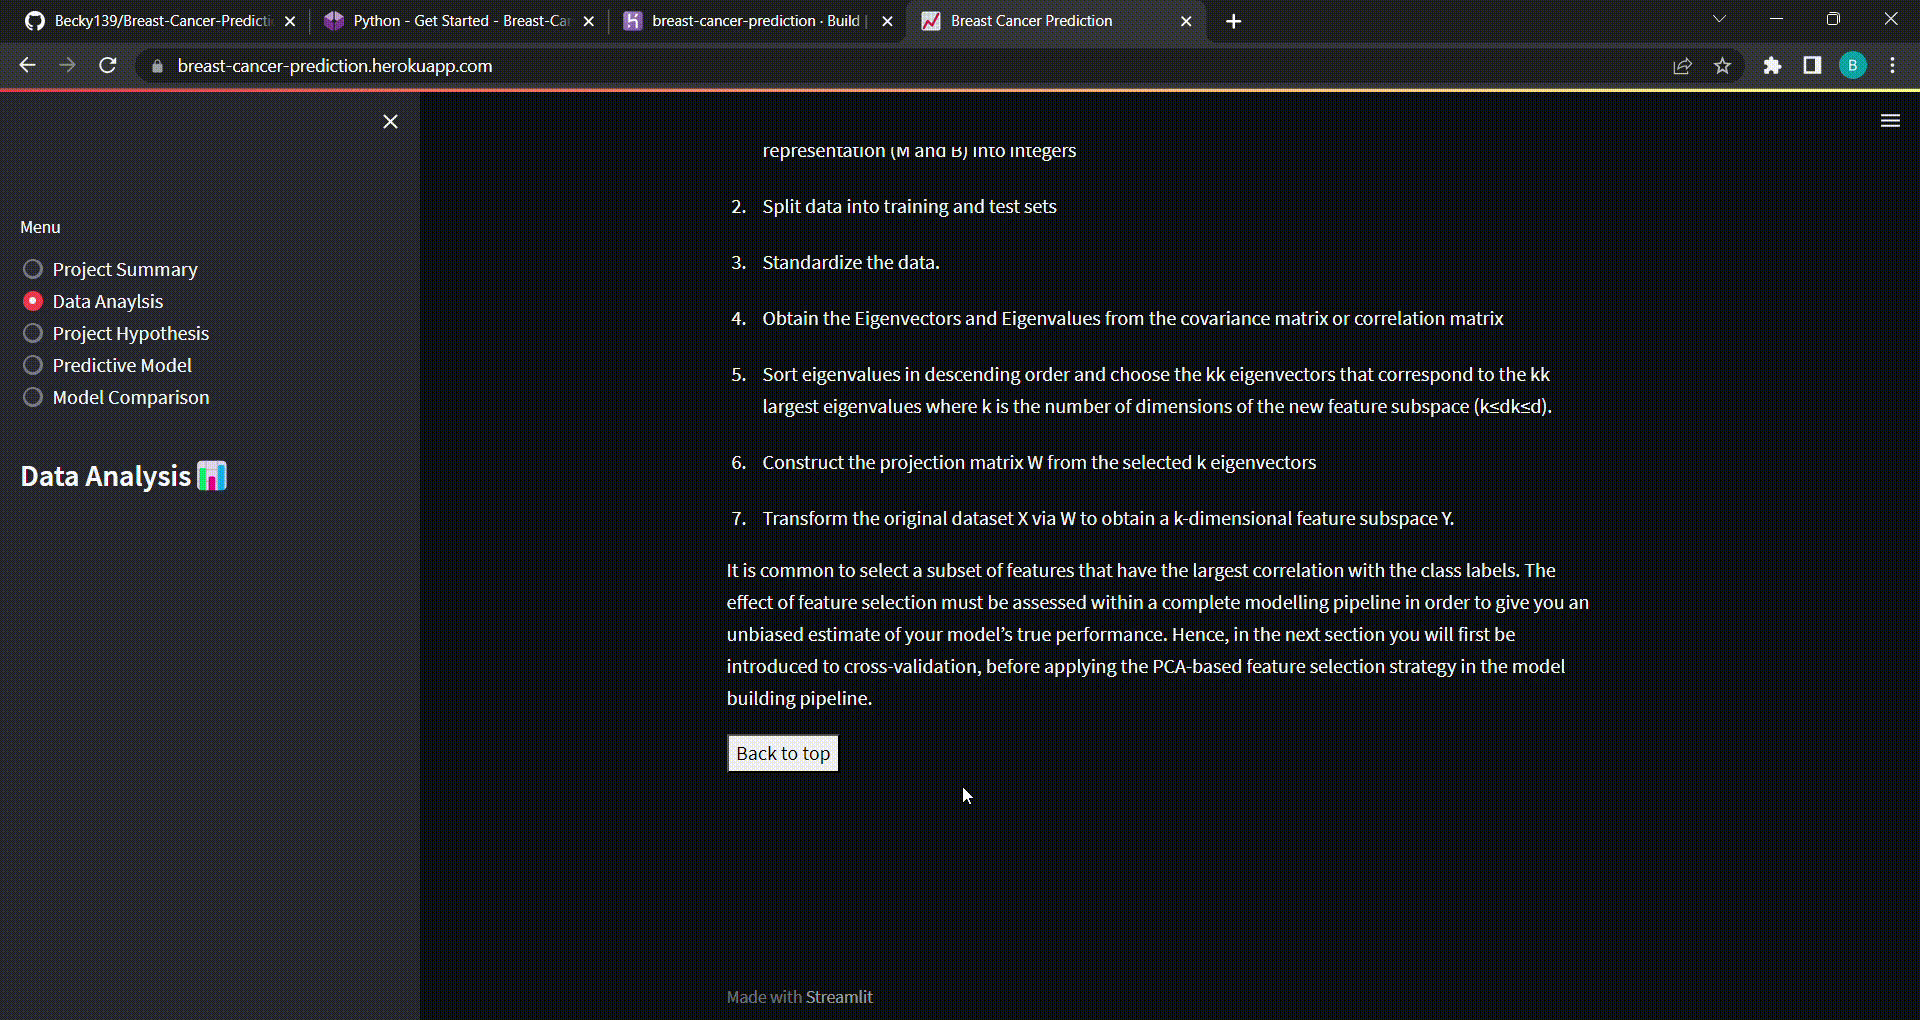 Becky139/Breast-Cancer-Predicti
Python - Get Started - Breast-Ca
breast-cancer-prediction · Build |
Breast Cancer Prediction
breast-cancer-prediction.herokuapp.com
B
representation (M and B) into integers
Menu
Project Summary
Data Anaylsis
Project Hypothesis
Predictive Model
Model Comparison
Data Analysis
2. Split data into training and test sets
3. Standardize the data.
4. Obtain the Eigenvectors and Eigenvalues from the covariance matrix or correlation matrix
5. Sort eigenvalues in descending order and choose the kk eigenvectors that correspond to the kk
largest eigenvalues where k is the number of dimensions of the new feature subspace (k≤dk≤d).
6. Construct the projection matrix W from the selected k eigenvectors
7. Transform the original dataset X via W to obtain a k-dimensional feature subspace Y.
It is common to select a subset of features that have the largest correlation with the class labels. The
effect of feature selection must be assessed within a complete modelling pipeline in order to give you an
unbiased estimate of your model’s true performance. Hence, in the next section you will first be
introduced to cross-validation, before applying the PCA-based feature selection strategy in the model
building pipeline.
Back to top
Made with Streamlit